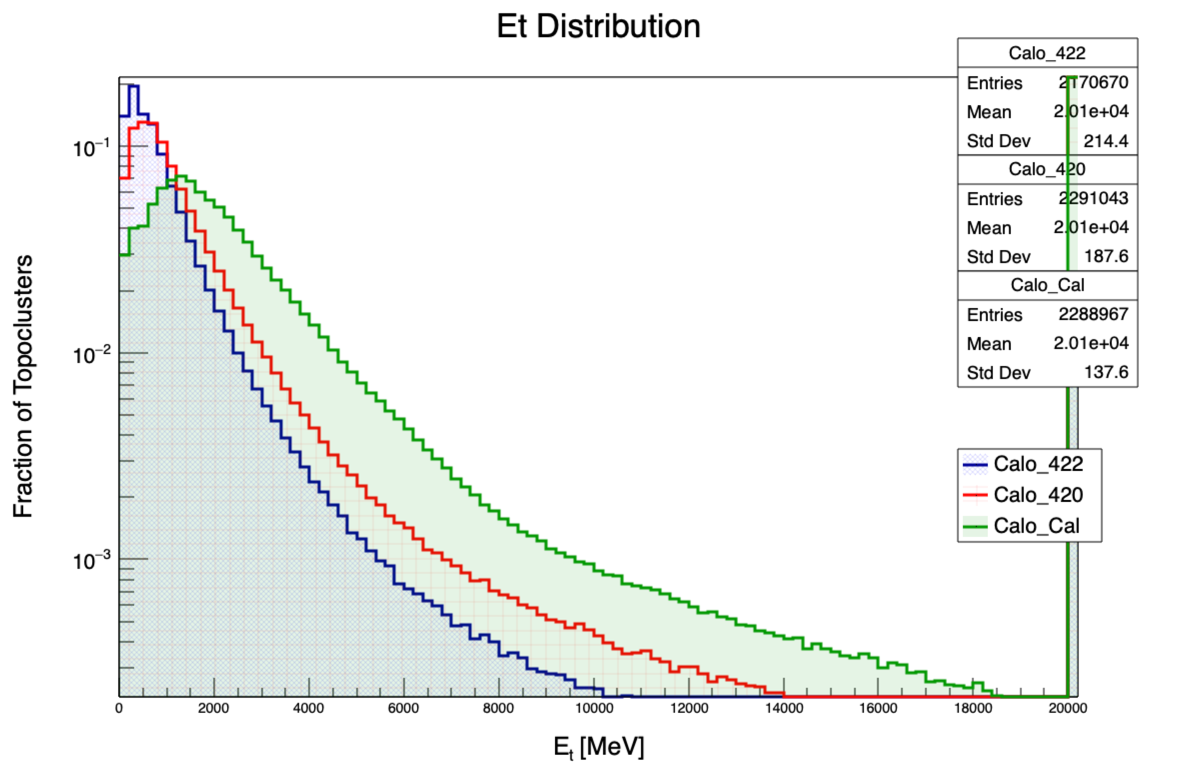 Et Distribution
Calo_422
Entries 2170670
Mean 2.01e+04
Std Dev 214.4
Calo_420
Entries 2291043
Mean 2.01e+04
Std Dev 187.6
Calo_Cal
Entries 2288967
Mean 2.01e+04
Std Dev 137.6
Calo_422
Calo_420
Calo_Cal
Fraction of Topoclusters
10⁻¹
10⁻²
10⁻³
0 2000 4000 6000 8000 10000 12000 14000 16000 18000 20000
Eₜ [MeV]